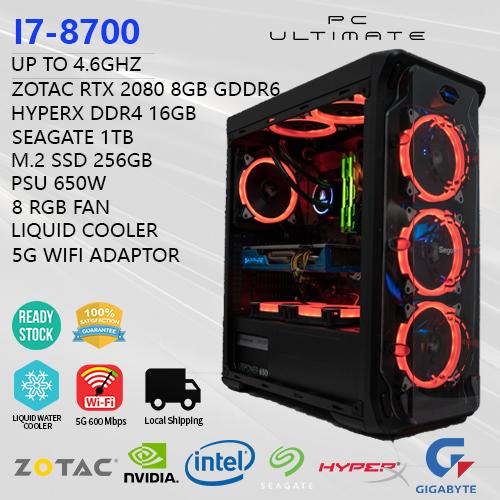 I7-8700
PC
ULTIMATE
UP TO 4.6GHZ
ZOTAC RTX 2080 8GB GDDR6
HYPERX DDR4 16GB
SEAGATE 1TB
M.2 SSD 256GB
PSU 650W
8 RGB FAN
LIQUID COOLER
5G WIFI ADAPTOR
READY
STOCK
100%
SATISFACTION
GUARANTEE
LIQUID WATER
COOLER
Wi-Fi
5G 600 Mbps
Local Shipping
ZOTAC
NVIDIA.
intel
SEAGATE
HYPERX
GIGABYTE